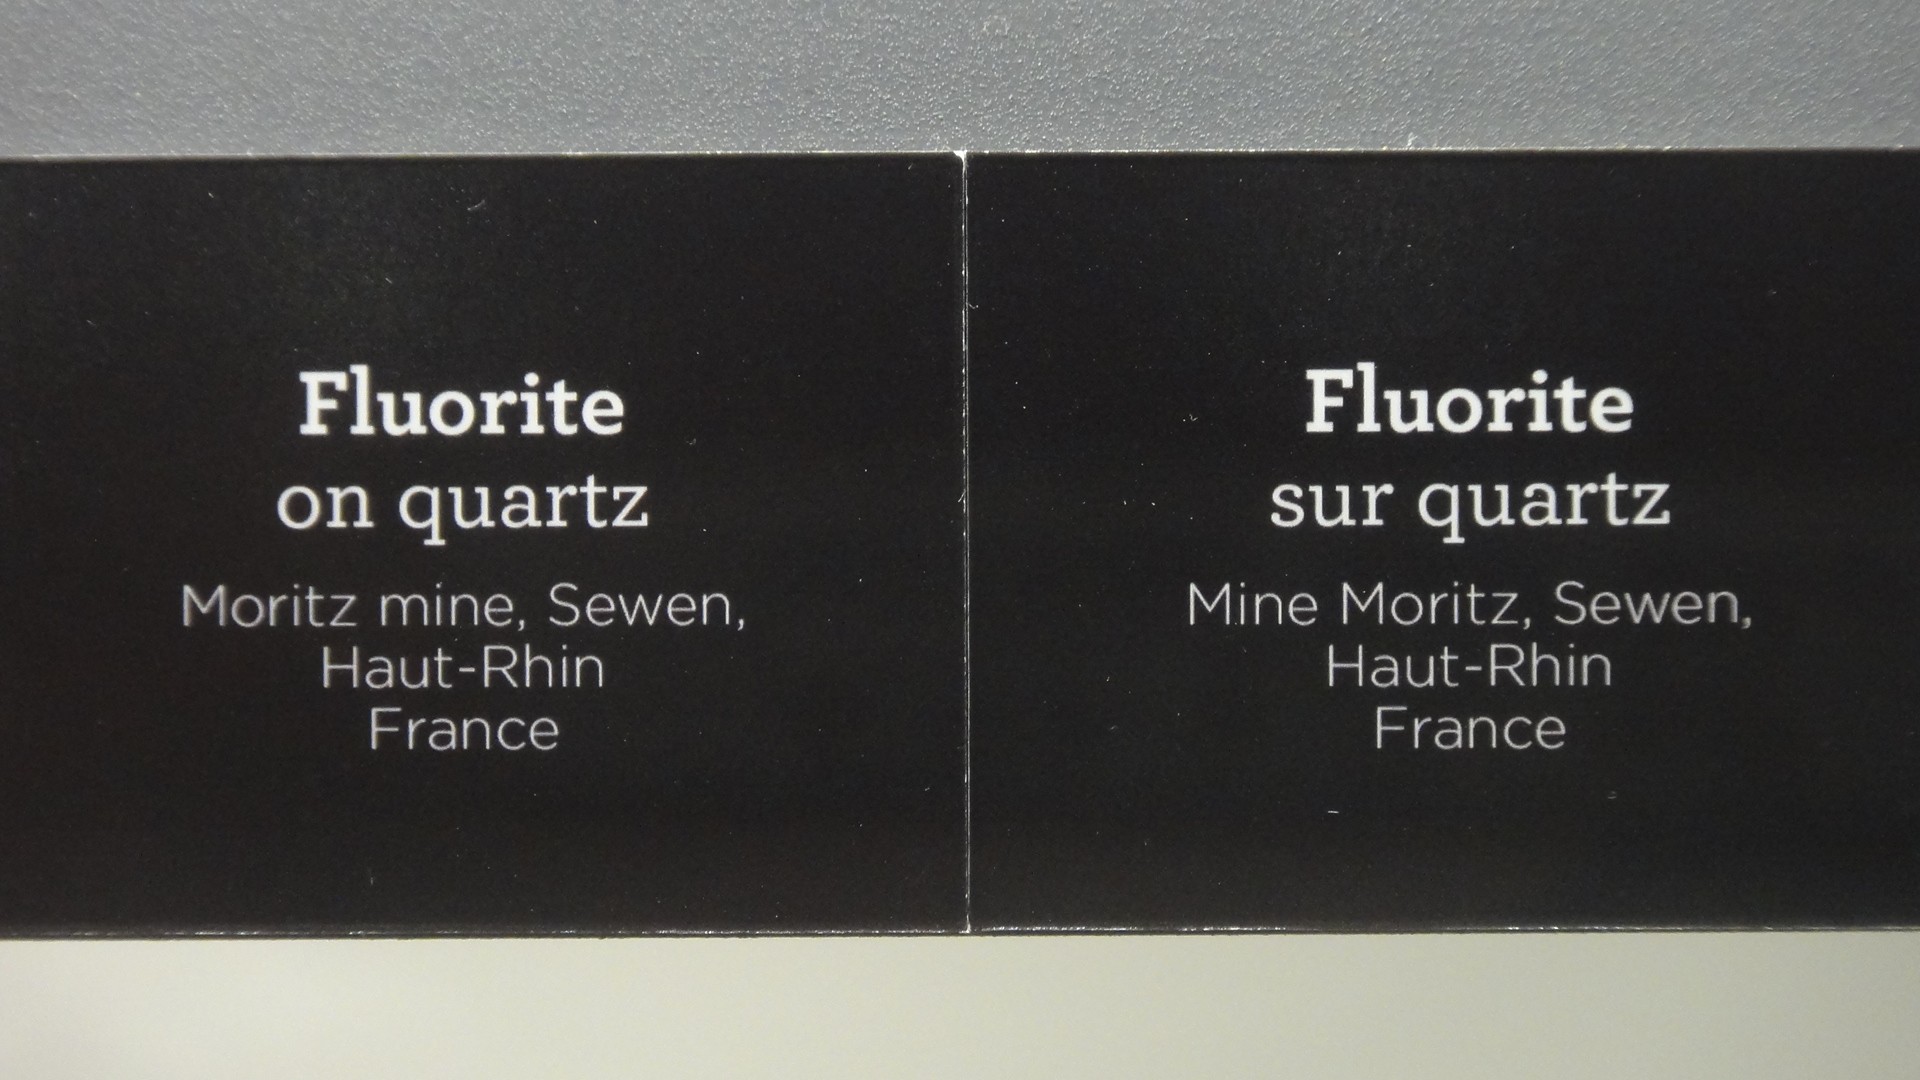 Fluorite
on quartz
Moritz mine, Sewen,
Haut-Rhin
France
Fluorite
sur quartz
Mine Moritz, Sewen,
Haut-Rhin
France